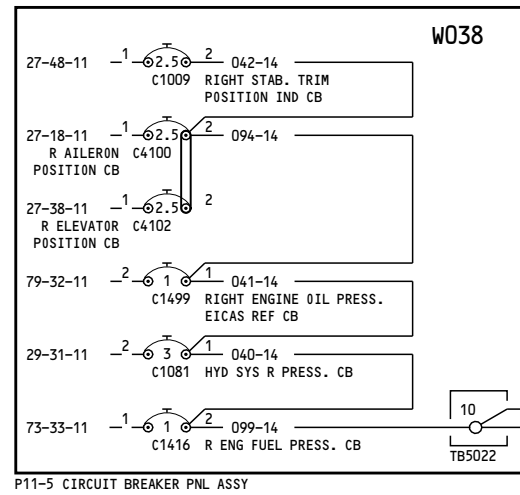 W038
27-48-11 1 2.5 2 042-14
C1009 RIGHT STAB. TRIM
POSITION IND CB
27-18-11 1 2.5 2 094-14
R AILERON C4100
POSITION CB
27-38-11 1 2.5 2
R ELEVATOR C4102
POSITION CB
79-32-11 2 1 1 041-14
C1499 RIGHT ENGINE OIL PRESS.
EICAS REF CB
29-31-11 2 3 1 040-14
C1081 HYD SYS R PRESS. CB
73-33-11 1 1 2 099-14 10
C1416 R ENG FUEL PRESS. CB TB5022
P11-5 CIRCUIT BREAKER PNL ASSY